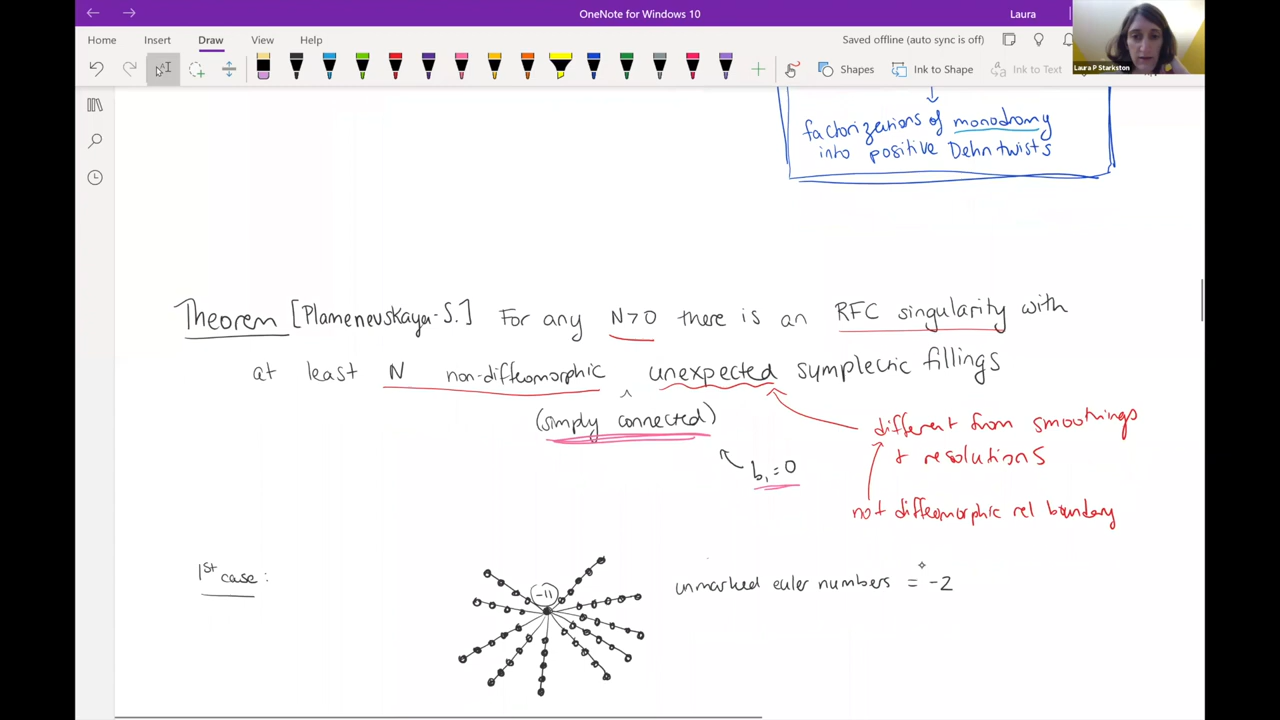 OneNote for Windows 10
Laura
Home Insert Draw View Help
Saved offline (auto sync is off)
Shapes
Ink to Shape
Ink to Text
Laura P Starkston
factorizations of monodromy
into positive Dehn twists
Theorem [Plamenevskaya-S.] For any N>0 there is an RFC singularity with
at least N non-diffeomorphic ^ unexpected symplectic fillings
(simply connected)
b₁=0
different from smoothings
+ resolutions
not diffeomorphic rel boundary
1st case:
-11
unmarked euler numbers = -2